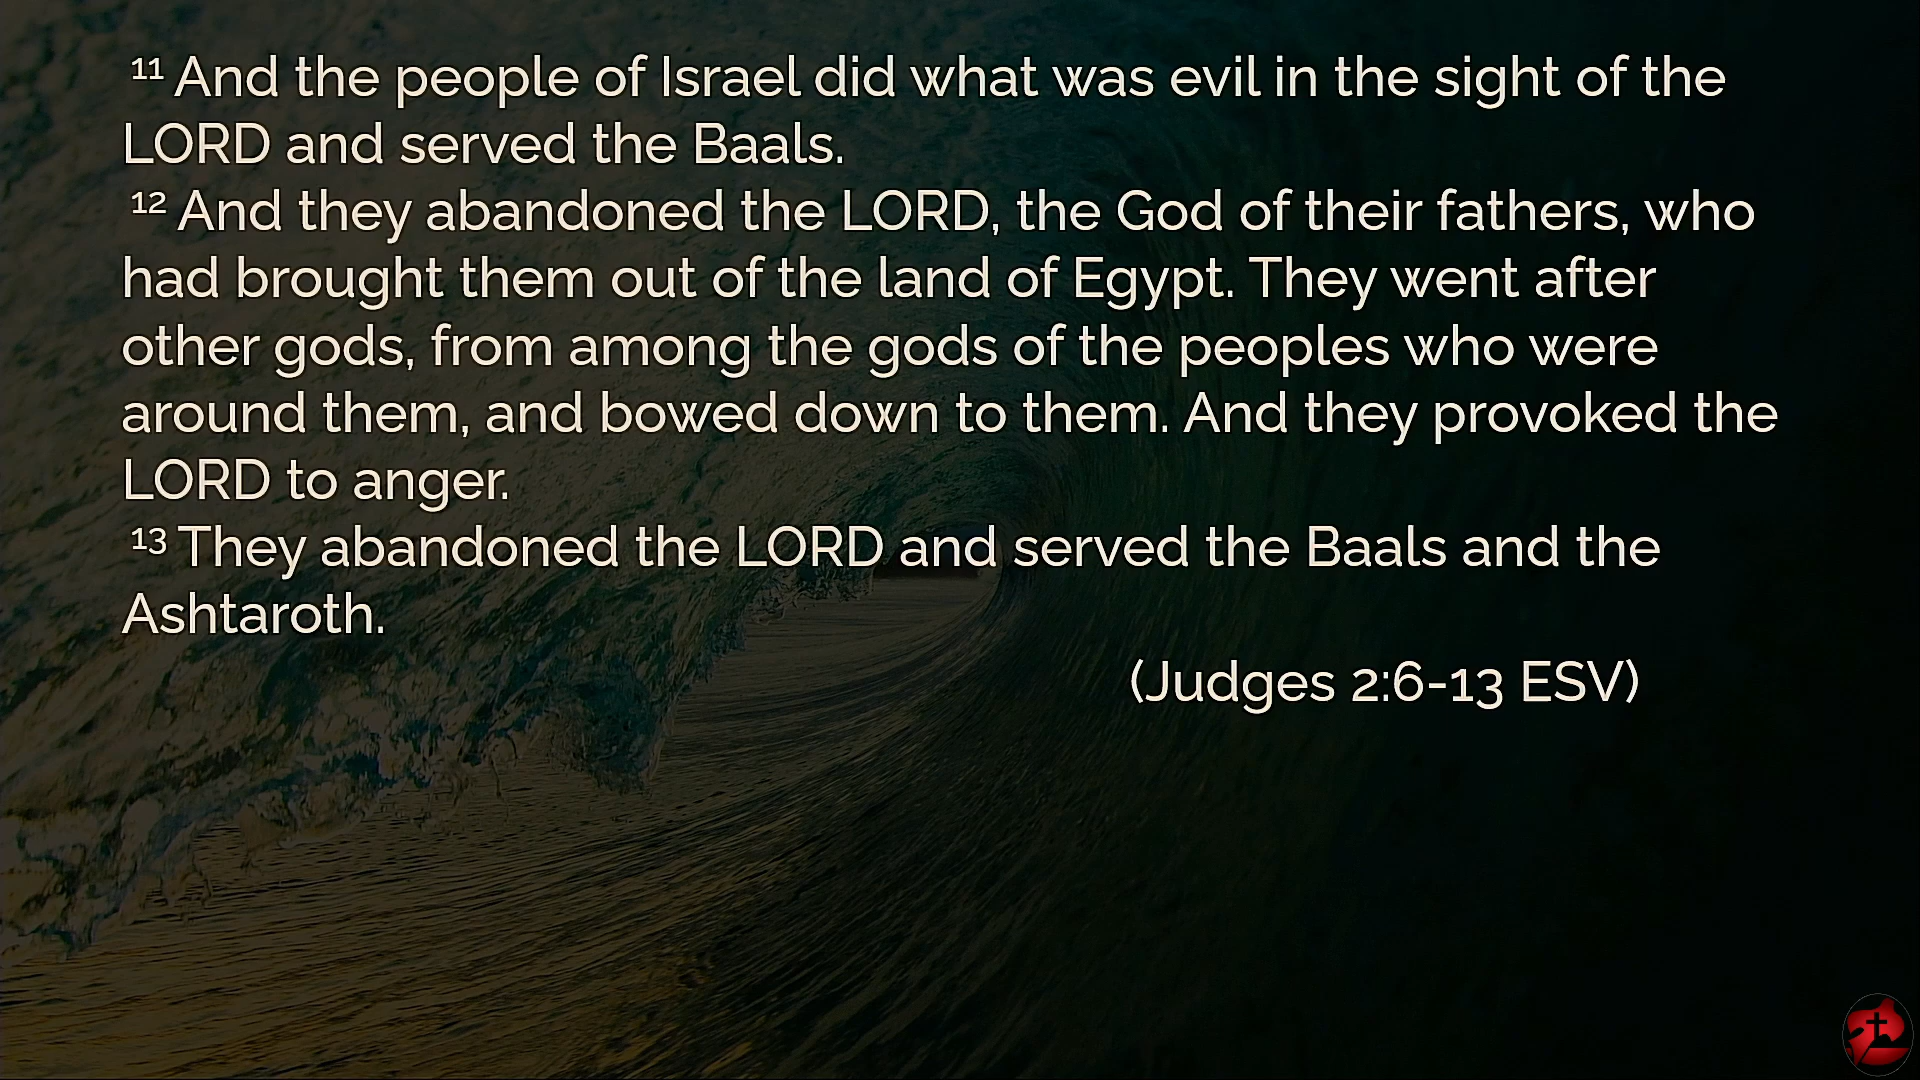 11 And the people of Israel did what was evil in the sight of the
LORD and served the Baals.
12 And they abandoned the LORD, the God of their fathers, who
had brought them out of the land of Egypt. They went after
other gods, from among the gods of the peoples who were
around them, and bowed down to them. And they provoked the
LORD to anger.
13 They abandoned the LORD and served the Baals and the
Ashtaroth.
(Judges 2:6-13 ESV)